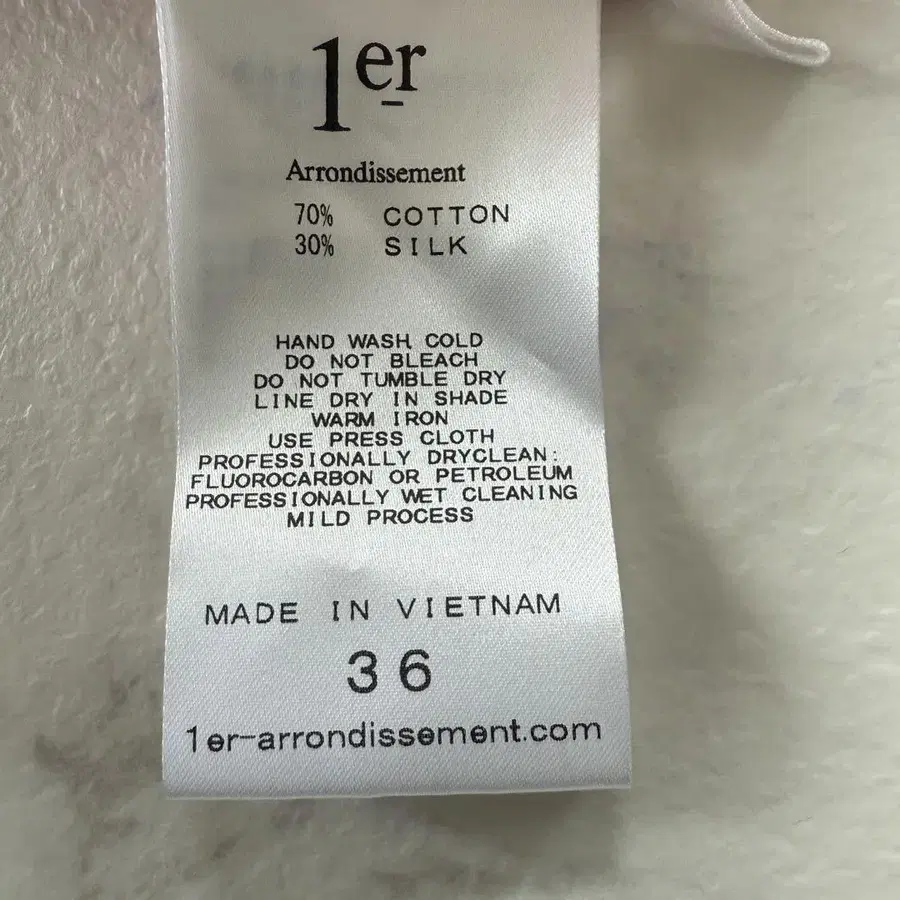 1er
Arrondissement
70% COTTON
30% SILK
HAND WASH COLD
DO NOT BLEACH
DO NOT TUMBLE DRY
LINE DRY IN SHADE
WARM IRON
USE PRESS CLOTH
PROFESSIONALLY DRYCLEAN:
FLUOROCARBON OR PETROLEUM
PROFESSIONALLY WET CLEANING
MILD PROCESS
MADE IN VIETNAM
36
1er-arrondissement.com